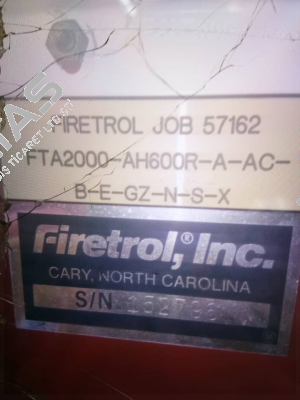 FIRETROL JOB 57162
FTA2000-AH600R-A-AC-
B-E-GZ-N-S-X
Firetrol,® Inc.
CARY, NORTH CAROLINA
S/N